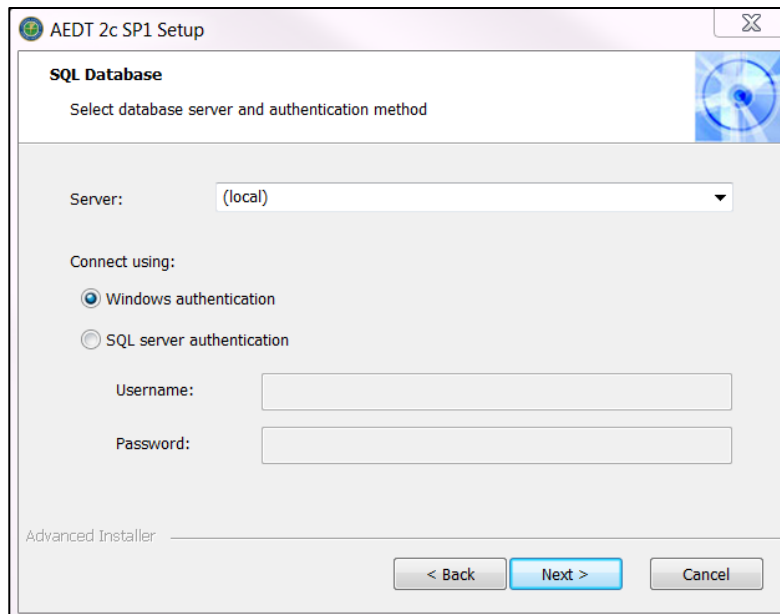 AEDT 2c SP1 Setup
SQL Database
Select database server and authentication method
Server: (local)
Connect using:
Windows authentication
SQL server authentication
Username:
Password:
Advanced Installer
< Back Next > Cancel